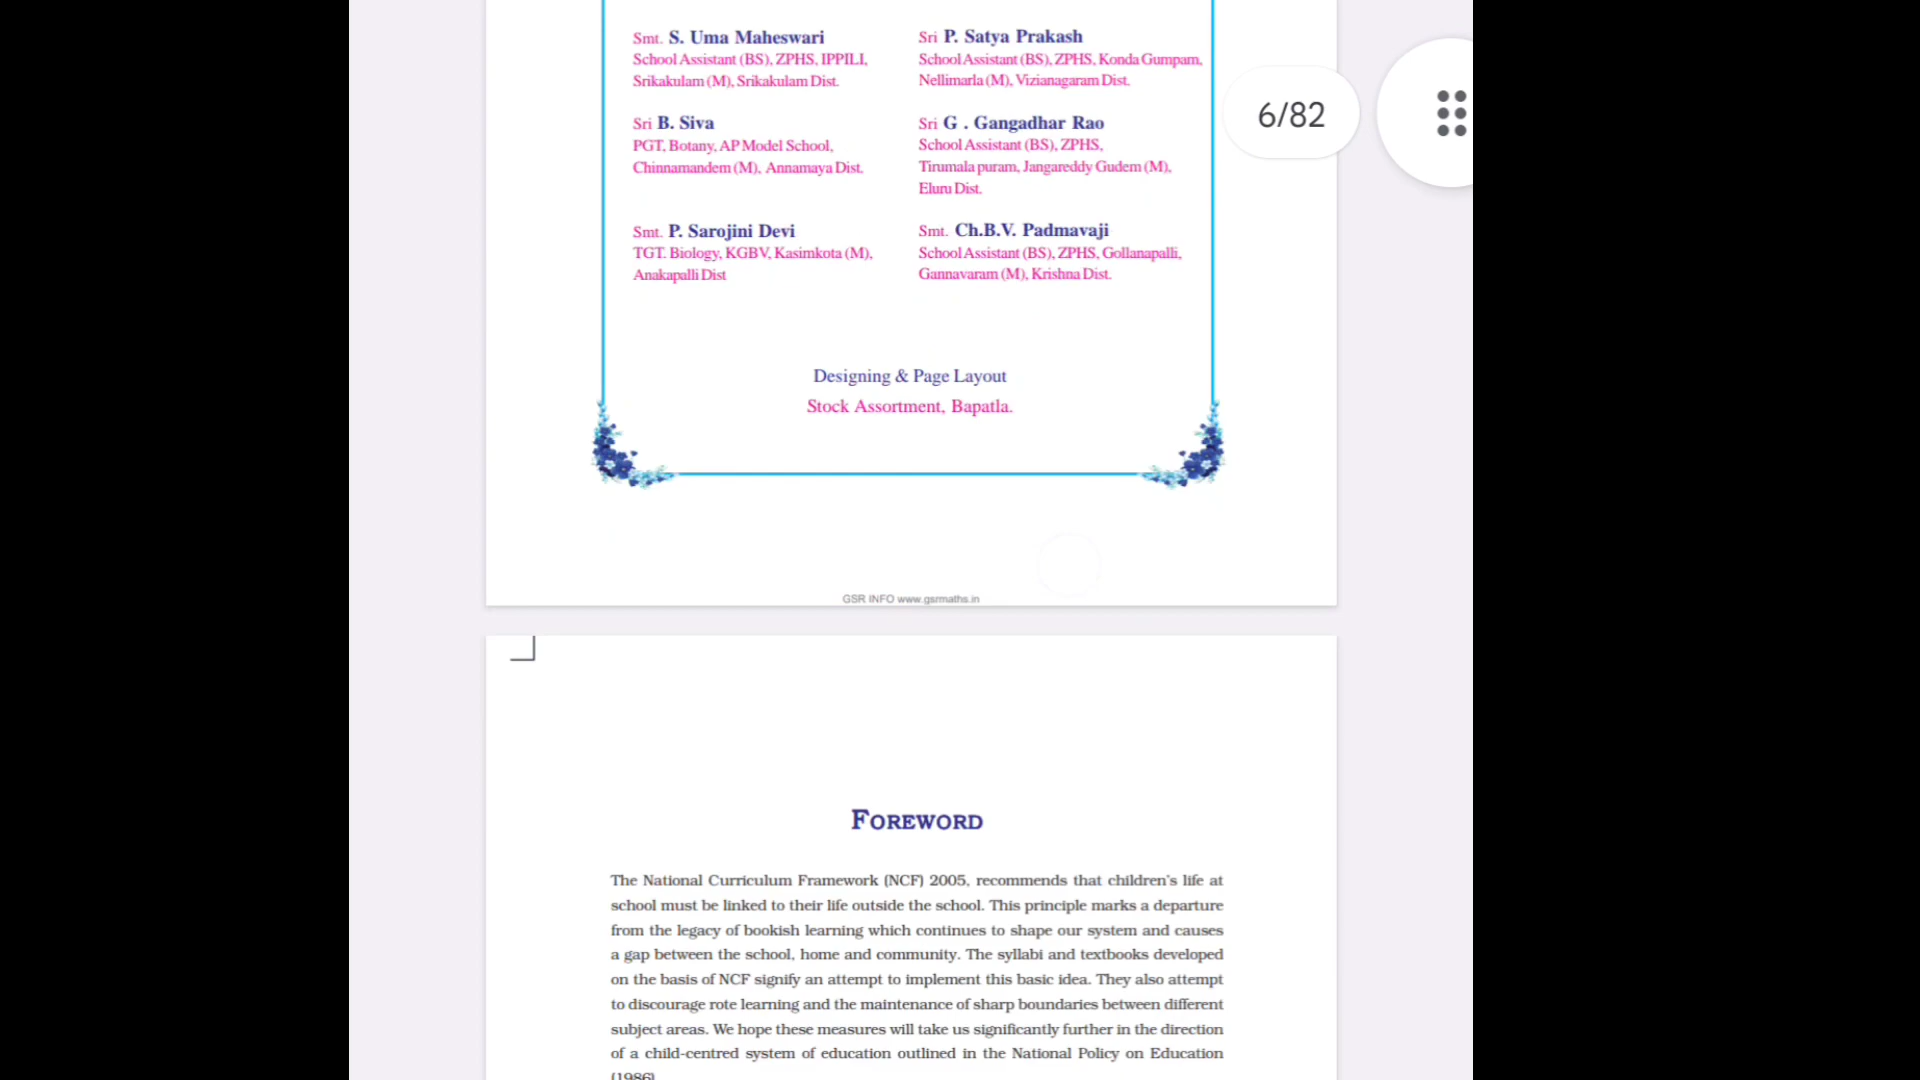 Smt. S. Uma Maheswari
School Assistant (BS), ZPHS, IPPILI,
Srikakulam (M), Srikakulam Dist.
Sri P. Satya Prakash
School Assistant (BS), ZPHS, Konda Gumpam,
Nellimarla (M), Vizianagaram Dist.
6/82
Sri B. Siva
PGT, Botany, AP Model School,
Chinnamandem (M), Annamaya Dist.
Sri G . Gangadhar Rao
School Assistant (BS), ZPHS,
Tirumala puram, Jangareddy Gudem (M),
Eluru Dist.
Smt. P. Sarojini Devi
TGT. Biology, KGBV, Kasimkota (M),
Anakapalli Dist
Smt. Ch.B.V. Padmavaji
School Assistant (BS), ZPHS, Gollanapalli,
Gannavaram (M), Krishna Dist.
Designing & Page Layout
Stock Assortment, Bapatla.
GSR INFO www.gsrmaths.in
FOREWORD
The National Curriculum Framework (NCF) 2005, recommends that children's life at
school must be linked to their life outside the school. This principle marks a departure
from the legacy of bookish learning which continues to shape our system and causes
a gap between the school, home and community. The syllabi and textbooks developed
on the basis of NCF signify an attempt to implement this basic idea. They also attempt
to discourage rote learning and the maintenance of sharp boundaries between different
subject areas. We hope these measures will take us significantly further in the direction
of a child-centred system of education outlined in the National Policy on Education
(1986)